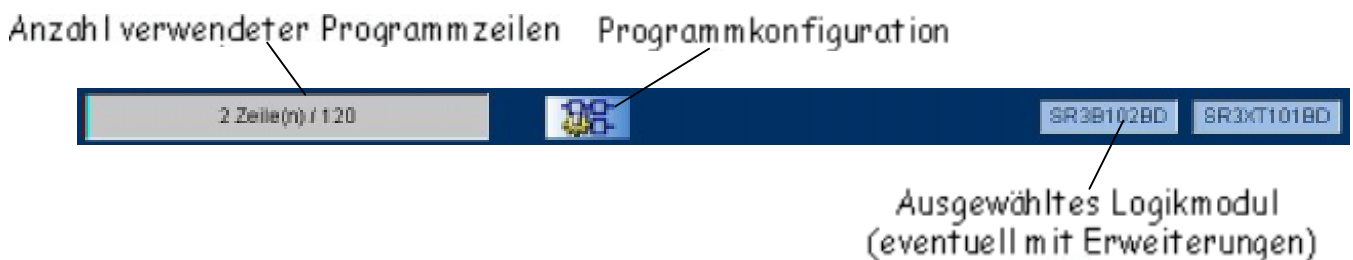 Anzahl verwendeter Programmzeilen Programmkonfiguration
2 Zeile(n) / 120 SR3B102BD SR3XT101BD
Ausgewähltes Logikmodul
(eventuell mit Erweiterungen)